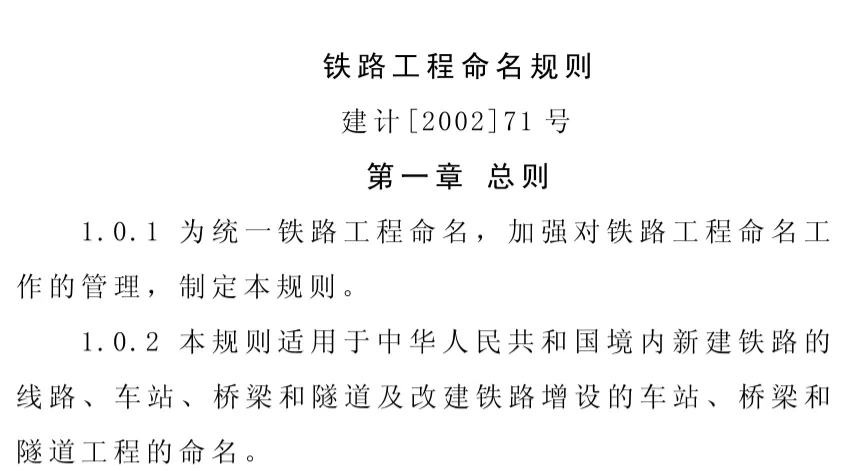 铁路工程命名规则
建计[2002]71 号
第一章 总则
1.0.1 为统一铁路工程命名，加强对铁路工程命名工
作的管理，制定本规则。
1.0.2 本规则适用于中华人民共和国境内新建铁路的
线路、车站、桥梁和隧道及改建铁路增设的车站、桥梁和
隧道工程的命名。